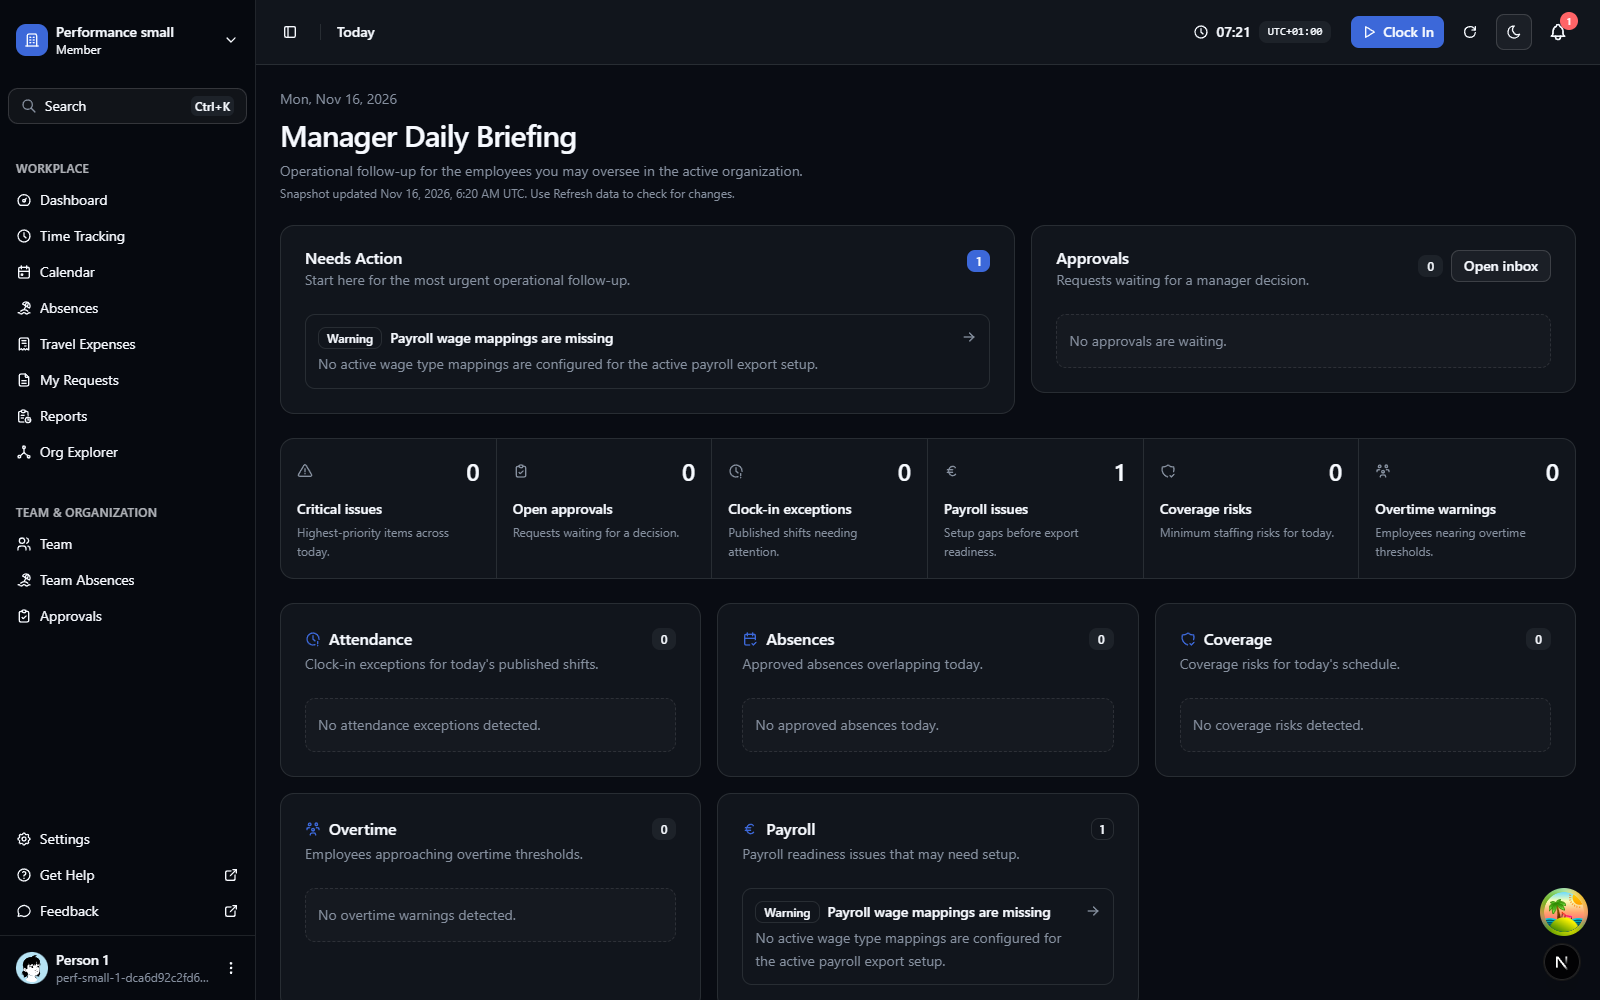 Performance small
Member
Search
Ctrl+K
WORKPLACE
Dashboard
Time Tracking
Calendar
Absences
Travel Expenses
My Requests
Reports
Org Explorer
TEAM & ORGANIZATION
Team
Team Absences
Approvals
Settings
Get Help
Feedback
Person 1
perf-small-1-dca6d92c2fd6...
Today
07:21
UTC+01:00
Clock In
1
Mon, Nov 16, 2026
Manager Daily Briefing
Operational follow-up for the employees you may oversee in the active organization.
Snapshot updated Nov 16, 2026, 6:20 AM UTC. Use Refresh data to check for changes.
Needs Action
1
Start here for the most urgent operational follow-up.
Warning Payroll wage mappings are missing
No active wage type mappings are configured for the active payroll export setup.
Approvals
0
Open inbox
Requests waiting for a manager decision.
No approvals are waiting.
0
Critical issues
Highest-priority items across
today.
0
Open approvals
Requests waiting for a decision.
0
Clock-in exceptions
Published shifts needing
attention.
€
1
Payroll issues
Setup gaps before export
readiness.
0
Coverage risks
Minimum staffing risks for today.
0
Overtime warnings
Employees nearing overtime
thresholds.
Attendance
0
Clock-in exceptions for today's published shifts.
No attendance exceptions detected.
Absences
0
Approved absences overlapping today.
No approved absences today.
Coverage
0
Coverage risks for today's schedule.
No coverage risks detected.
Overtime
0
Employees approaching overtime thresholds.
No overtime warnings detected.
€ Payroll
1
Payroll readiness issues that may need setup.
Warning Payroll wage mappings are missing
No active wage type mappings are configured for
the active payroll export setup.
N